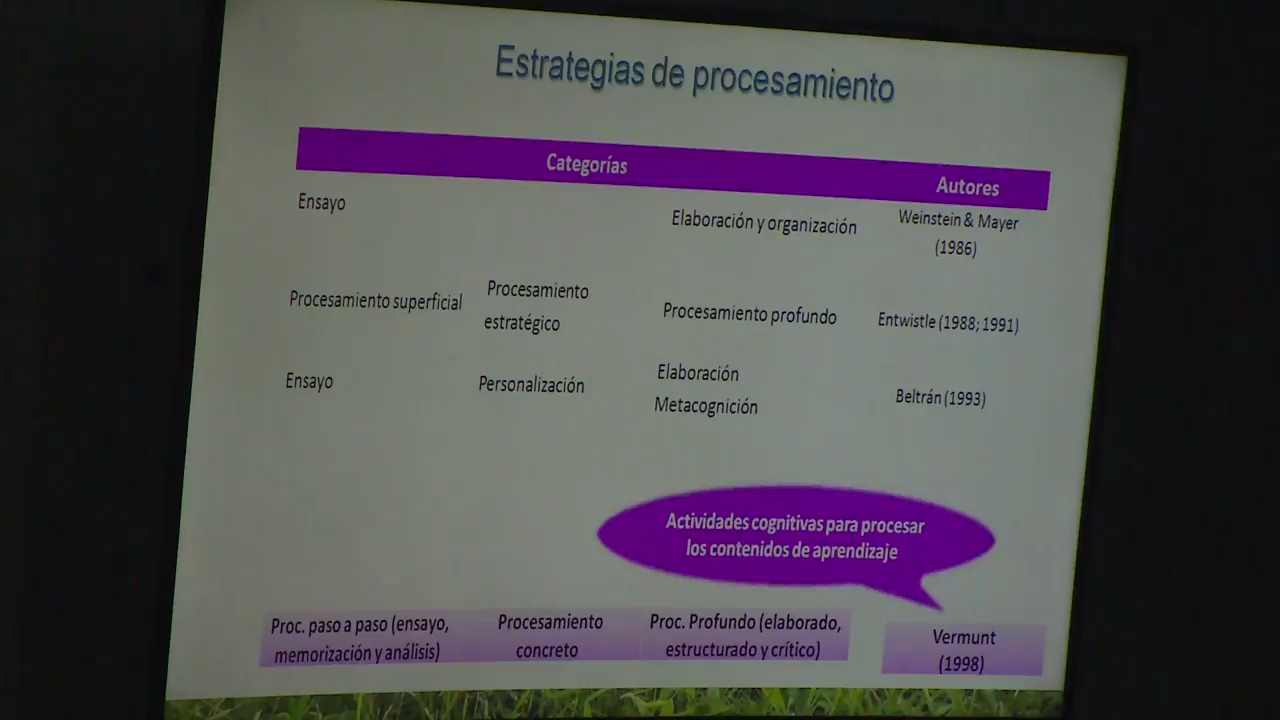 Estrategias de procesamiento
Categorías
Autores
Ensayo
Elaboración y organización
Weinstein & Mayer
(1986)
Procesamiento superficial
Procesamiento
estratégico
Procesamiento profundo
Entwistle (1988; 1991)
Ensayo
Personalización
Elaboración
Metacognición
Beltrán (1993)
Actividades cognitivas para procesar
los contenidos de aprendizaje
Proc. paso a paso (ensayo,
memorización y análisis)
Procesamiento
concreto
Proc. Profundo (elaborado,
estructurado y crítico)
Vermunt
(1998)